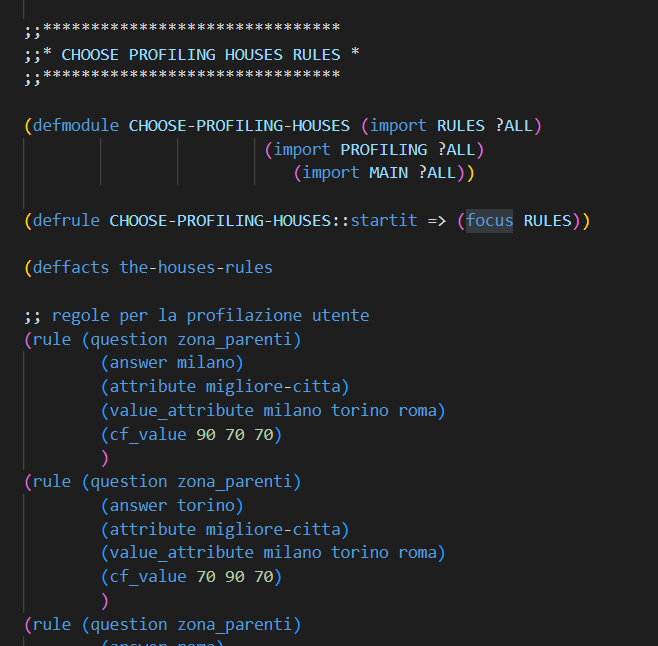 ;;*******************************
;;* CHOOSE PROFILING HOUSES RULES *
;;*******************************
(defmodule CHOOSE-PROFILING-HOUSES (import RULES ?ALL)
(import PROFILING ?ALL)
(import MAIN ?ALL))
(defrule CHOOSE-PROFILING-HOUSES::startit => (focus RULES))
(deffacts the-houses-rules
;; regole per la profilazione utente
(rule (question zona_parenti)
(answer milano)
(attribute migliore-citta)
(value_attribute milano torino roma)
(cf_value 90 70 70)
)
(rule (question zona_parenti)
(answer torino)
(attribute migliore-citta)
(value_attribute milano torino roma)
(cf_value 70 90 70)
)
(rule (question zona_parenti)
(answer roma)